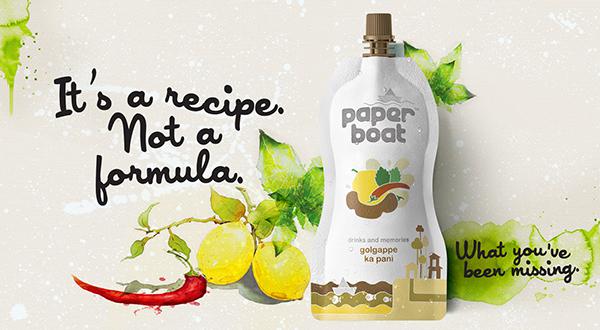 It's a recipe.
Not a
formula.
paper
boat
drinks and memories
golgappe
ka pani
What you've
been missing.